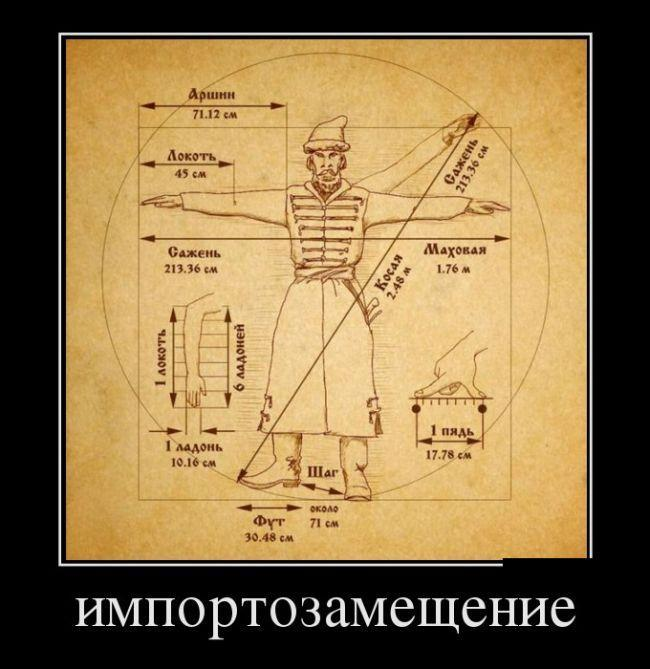 Аршин
71.12 см
Локоть
45 см
Сажень
213.36 см
Сажень
213.36 см
Маховая
1.76 м
Косая
2.48 м
1 локоть
6 ладоней
1 ладонь
10.16 см
1 пядь
17.78 см
Шаг
около
71 см
Фут
30.48 см
импортозамещение